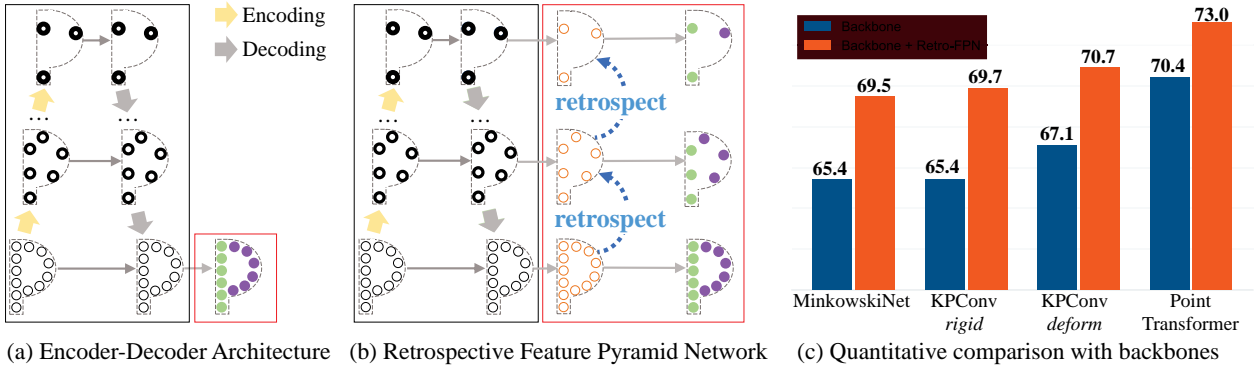 Encoding
Decoding
...
...
(a) Encoder-Decoder Architecture
...
...
retrospect
retrospect
(b) Retrospective Feature Pyramid Network
Backbone
Backbone + Retro-FPN
65.4
69.5
65.4
69.7
67.1
70.7
70.4
73.0
MinkowskiNet
KPConv
rigid
KPConv
deform
Point
Transformer
(c) Quantitative comparison with backbones